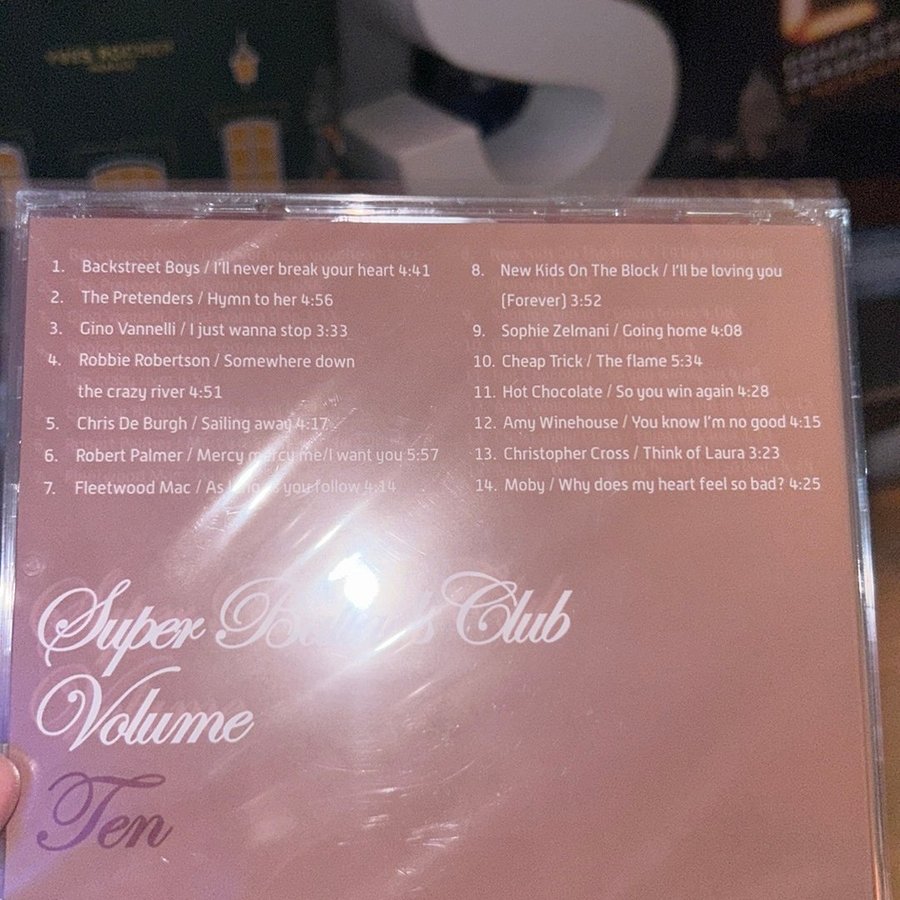 1. Backstreet Boys / I'll never break your heart 4:41
2. The Pretenders / Hymn to her 4:56
3. Gino Vannelli / I just wanna stop 3:33
4. Robbie Robertson / Somewhere down
the crazy river 4:51
5. Chris De Burgh / Sailing away 4:17
6. Robert Palmer / Mercy mercy me/I want you 5:57
7. Fleetwood Mac / As long as you follow 4:14
8. New Kids On The Block / I'll be loving you
(Forever) 3:52
9. Sophie Zelmani / Going home 4:08
10. Cheap Trick / The flame 5:34
11. Hot Chocolate / So you win again 4:28
12. Amy Winehouse / You know I'm no good 4:15
13. Christopher Cross / Think of Laura 3:23
14. Moby / Why does my heart feel so bad? 4:25
Super Ballads Club
Volume
Ten